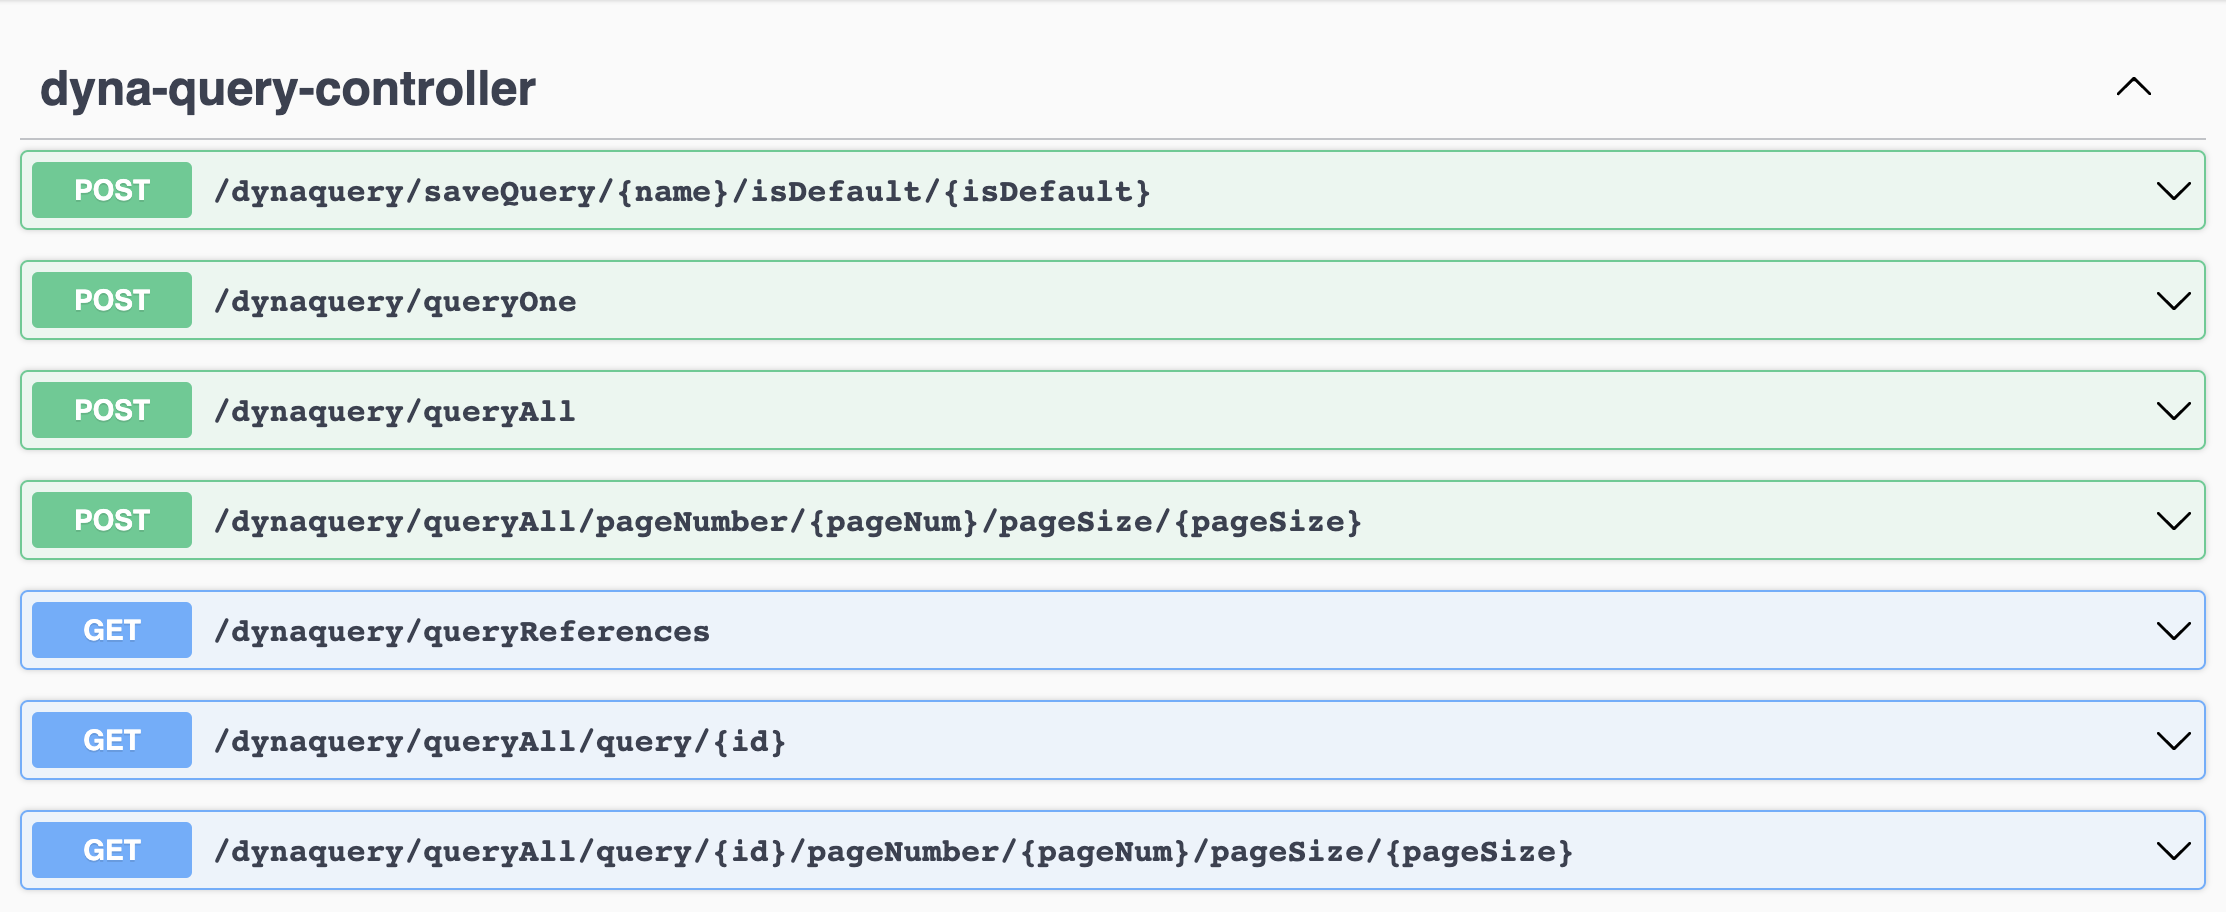 dyna-query-controller
POST /dynaquery/saveQuery/{name}/isDefault/{isDefault}
POST /dynaquery/queryOne
POST /dynaquery/queryAll
POST /dynaquery/queryAll/pageNumber/{pageNum}/pageSize/{pageSize}
GET /dynaquery/queryReferences
GET /dynaquery/queryAll/query/{id}
GET /dynaquery/queryAll/query/{id}/pageNumber/{pageNum}/pageSize/{pageSize}